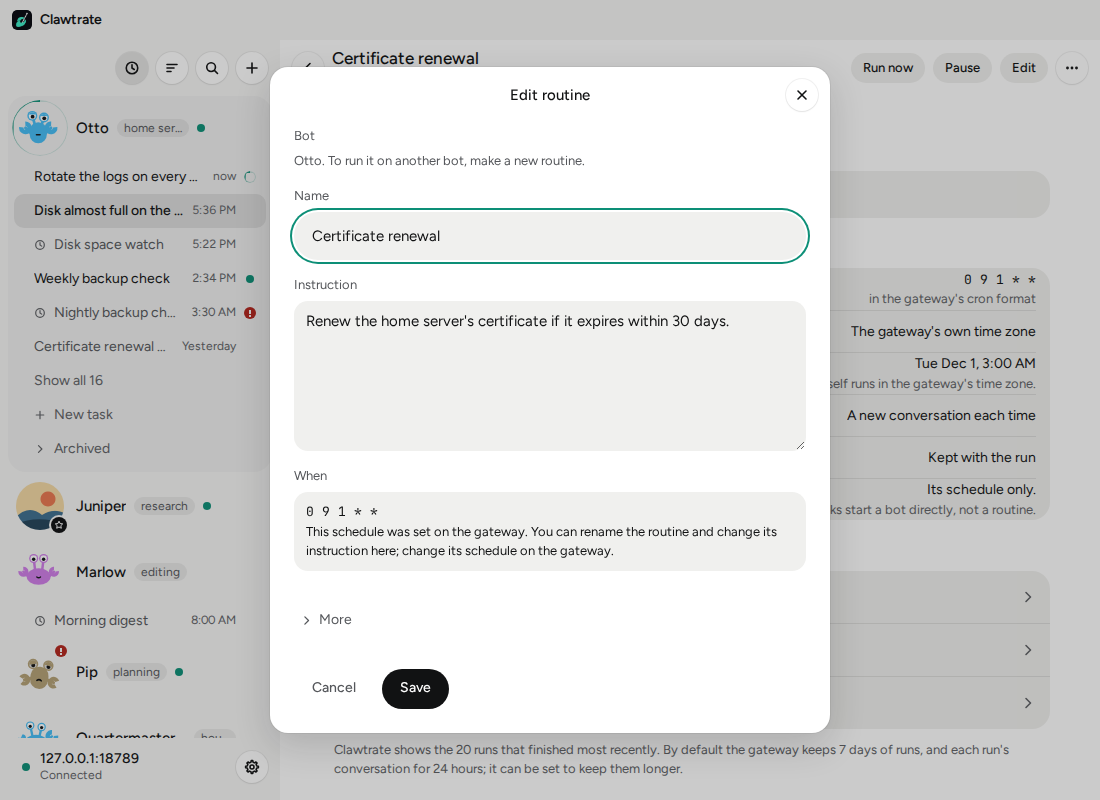 Clawtrate
Certificate renewal
Run now
Pause
Edit
Otto
home ser...
Rotate the logs on every ...
now
Disk almost full on the ...
5:36 PM
Disk space watch
5:22 PM
Weekly backup check
2:34 PM
Nightly backup ch...
3:30 AM
Certificate renewal ...
Yesterday
Show all 16
New task
Archived
Juniper
research
Marlow
editing
Morning digest
8:00 AM
Pip
planning
Quartermaster
hou...
127.0.0.1:18789
Connected
Edit routine
Bot
Otto. To run it on another bot, make a new routine.
Name
Certificate renewal
Instruction
Renew the home server's certificate if it expires within 30 days.
When
0 9 1 * *
This schedule was set on the gateway. You can rename the routine and change its
instruction here; change its schedule on the gateway.
More
Cancel
Save
0 9 1 * *
in the gateway's cron format
The gateway's own time zone
Tue Dec 1, 3:00 AM
self runs in the gateway's time zone.
A new conversation each time
Kept with the run
Its schedule only.
start a bot directly, not a routine.
Clawtrate shows the 20 runs that finished most recently. By default the gateway keeps 7 days of runs, and each run's
conversation for 24 hours; it can be set to keep them longer.